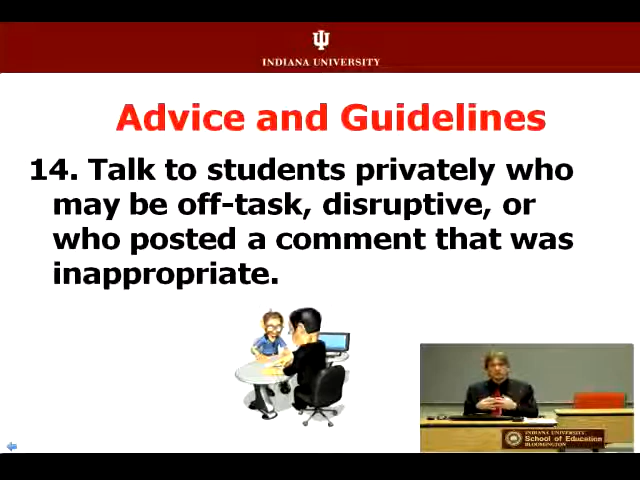 INDIANA UNIVERSITY
Advice and Guidelines
14. Talk to students privately who
may be off-task, disruptive, or
who posted a comment that was
inappropriate.
INDIANA UNIVERSITY
School of Education
BLOOMINGTON